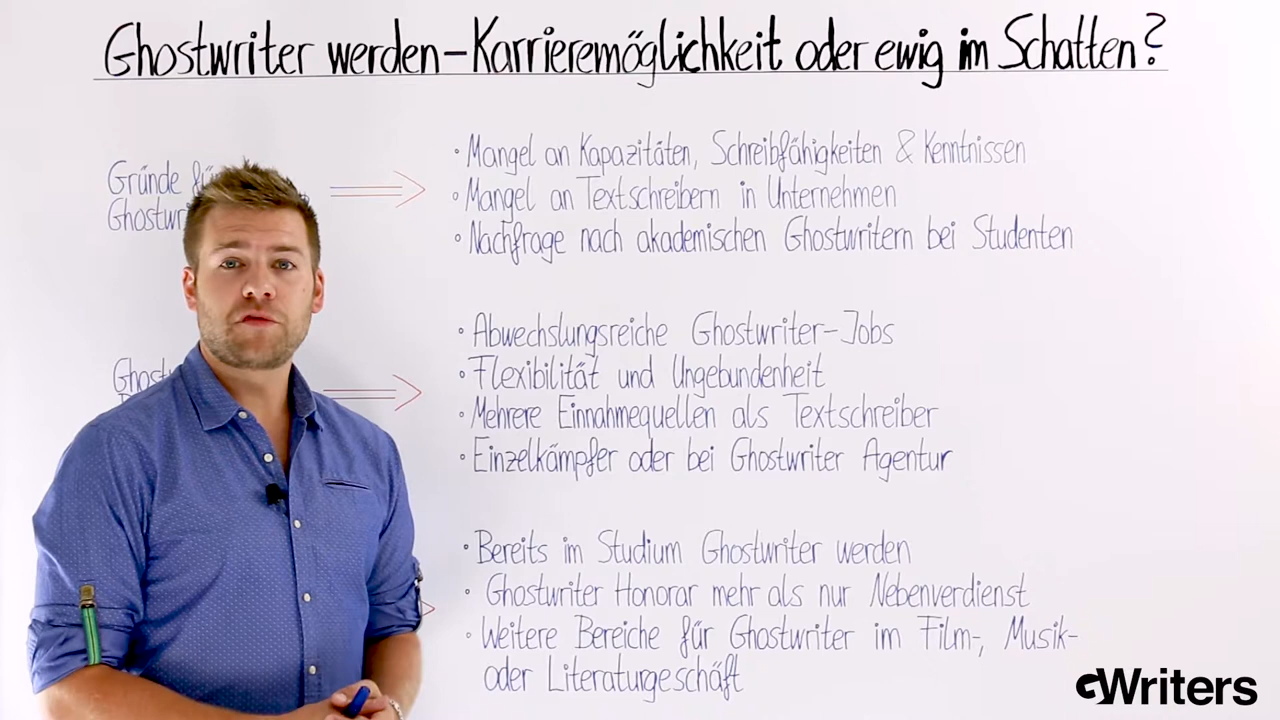 Ghostwriter werden-Karrieremöglichkeit oder ewig im Schatten?
Gründe
• Mangel an Kapazitäten, Schreibfähigkeiten & Kenntnissen
• Mangel an Textschreibern in Unternehmen
• Nachfrage nach akademischen Ghostwritern bei Studenten
• Abwechslungsreiche Ghostwriter-Jobs
• Flexibilität und Ungebundenheit
• Mehrere Einnahmequellen als Textschreiber
• Einzelkämpfer oder bei Ghostwriter Agentur
• Bereits im Studium Ghostwriter werden
• Ghostwriter Honorar mehr als nur Nebenverdienst
• Weitere Bereiche für Ghostwriter im Film-, Musik-
oder Literaturgeschäft
GWriters